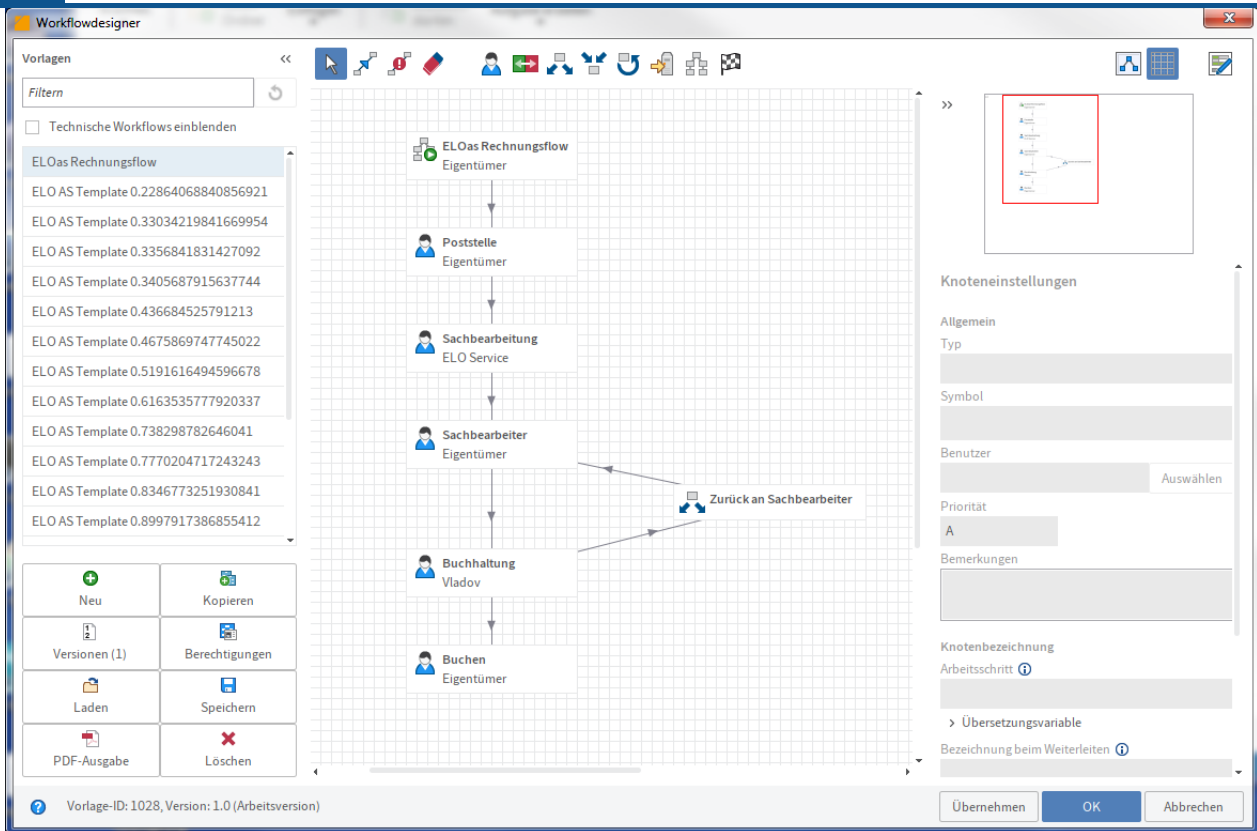 Workflowdesigner
Vorlagen
Filtern
Technische Workflows einblenden
ELOas Rechnungsflow
ELO AS Template 0.22864068840856921
ELO AS Template 0.33034219841669954
ELO AS Template 0.3356841831427092
ELO AS Template 0.3405687915637744
ELO AS Template 0.436684525791213
ELO AS Template 0.4675869747745022
ELO AS Template 0.5191616494596678
ELO AS Template 0.6163535777920337
ELO AS Template 0.738298782646041
ELO AS Template 0.7770204717243243
ELO AS Template 0.8346773251930841
ELO AS Template 0.8997917386855412
Neu
Kopieren
Versionen (1)
Berechtigungen
Laden
Speichern
PDF-Ausgabe
Löschen
ELOas Rechnungsflow
Eigentümer
Poststelle
Eigentümer
Sachbearbeitung
ELO Service
Sachbearbeiter
Eigentümer
Zurück an Sachbearbeiter
Buchhaltung
Vladov
Buchen
Eigentümer
Knoteneinstellungen
Allgemein
Typ
Symbol
Benutzer
Auswählen
Priorität
A
Bemerkungen
Knotenbezeichnung
Arbeitsschritt
Übersetzungsvariable
Bezeichnung beim Weiterleiten
Vorlage-ID: 1028, Version: 1.0 (Arbeitsversion)
Übernehmen
OK
Abbrechen